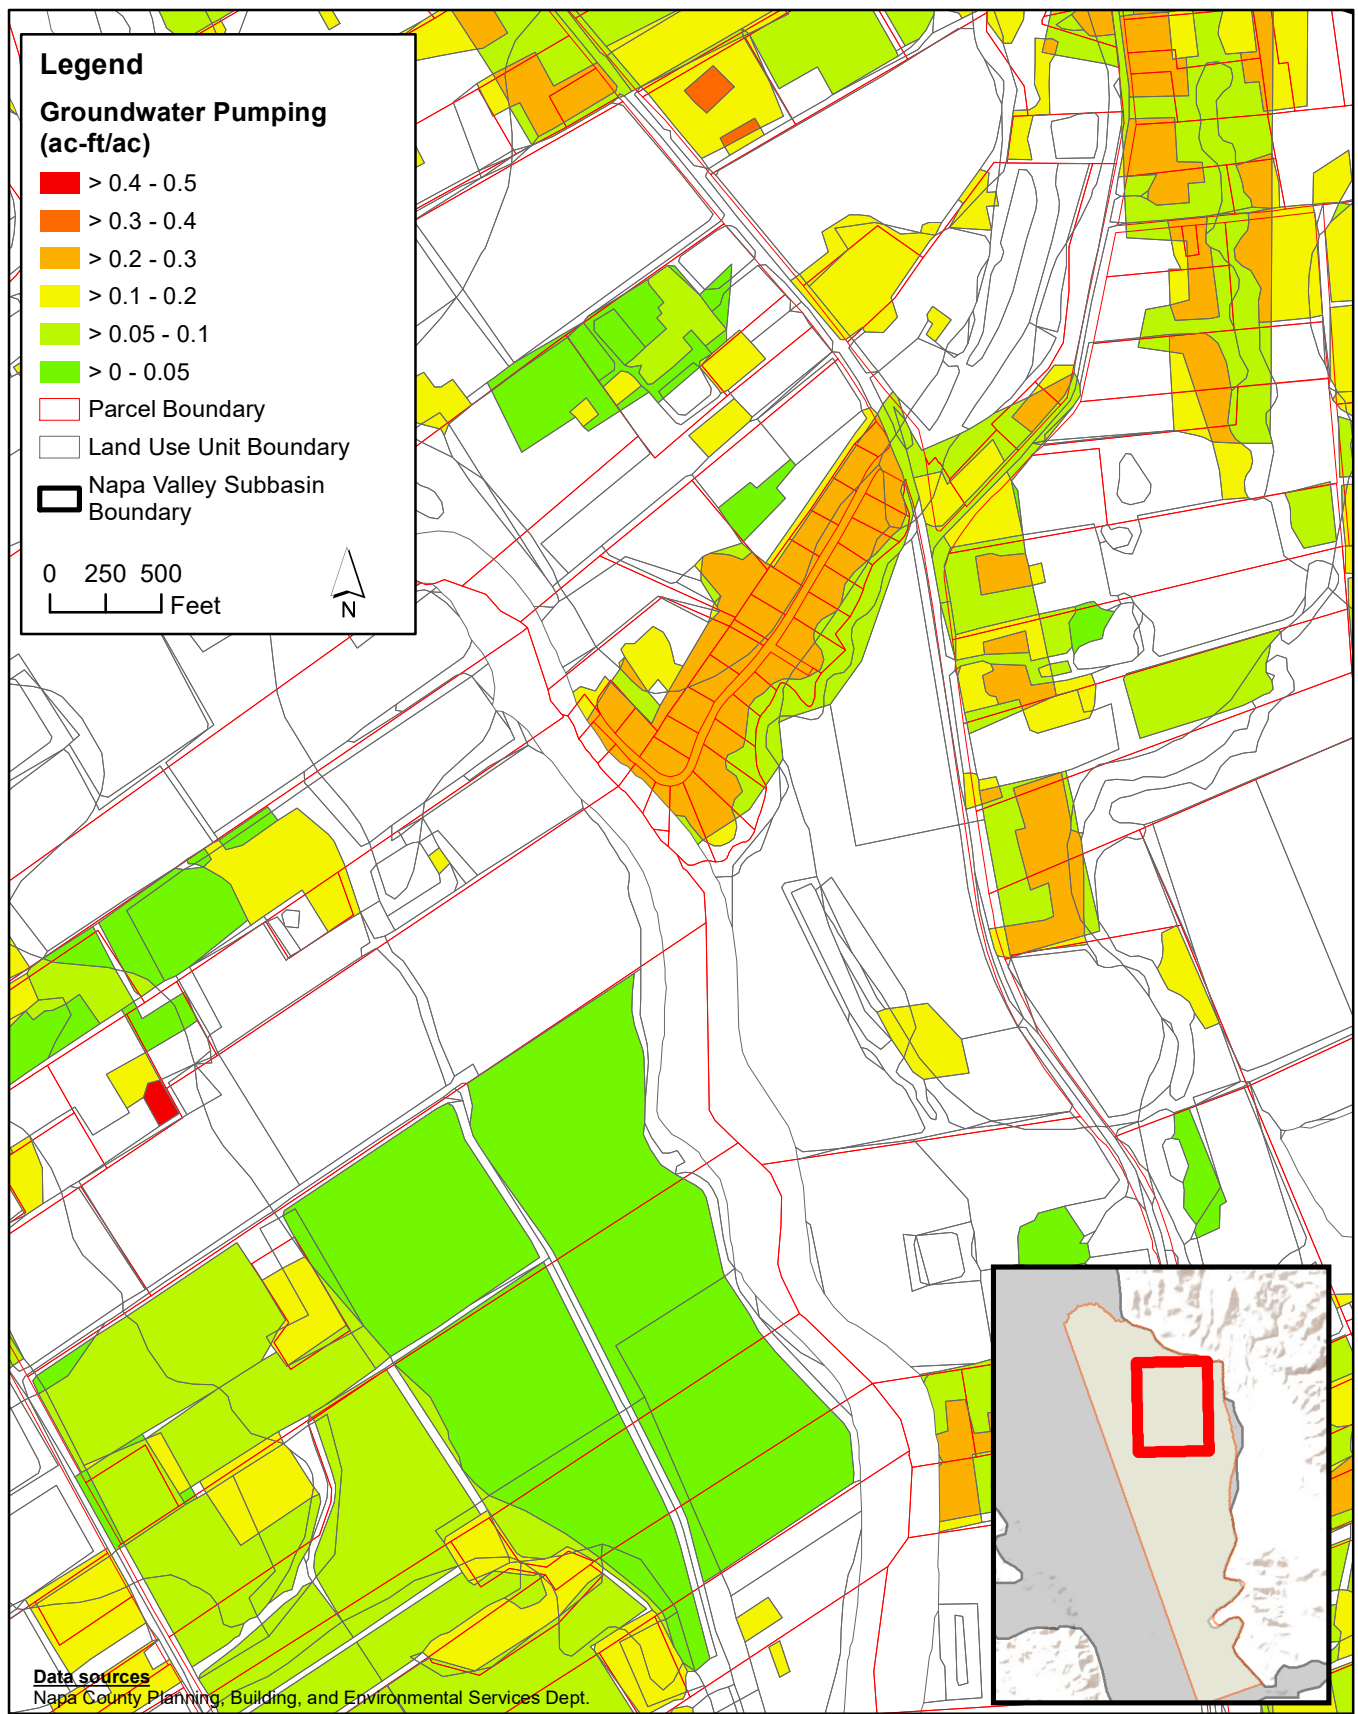 Legend
Groundwater Pumping
(ac-ft/ac)
> 0.4 - 0.5
> 0.3 - 0.4
> 0.2 - 0.3
> 0.1 - 0.2
> 0.05 - 0.1
> 0 - 0.05
Parcel Boundary
Land Use Unit Boundary
Napa Valley Subbasin
Boundary
0 250 500
Feet
N
Data sources
Napa County Planning, Building, and Environmental Services Dept.